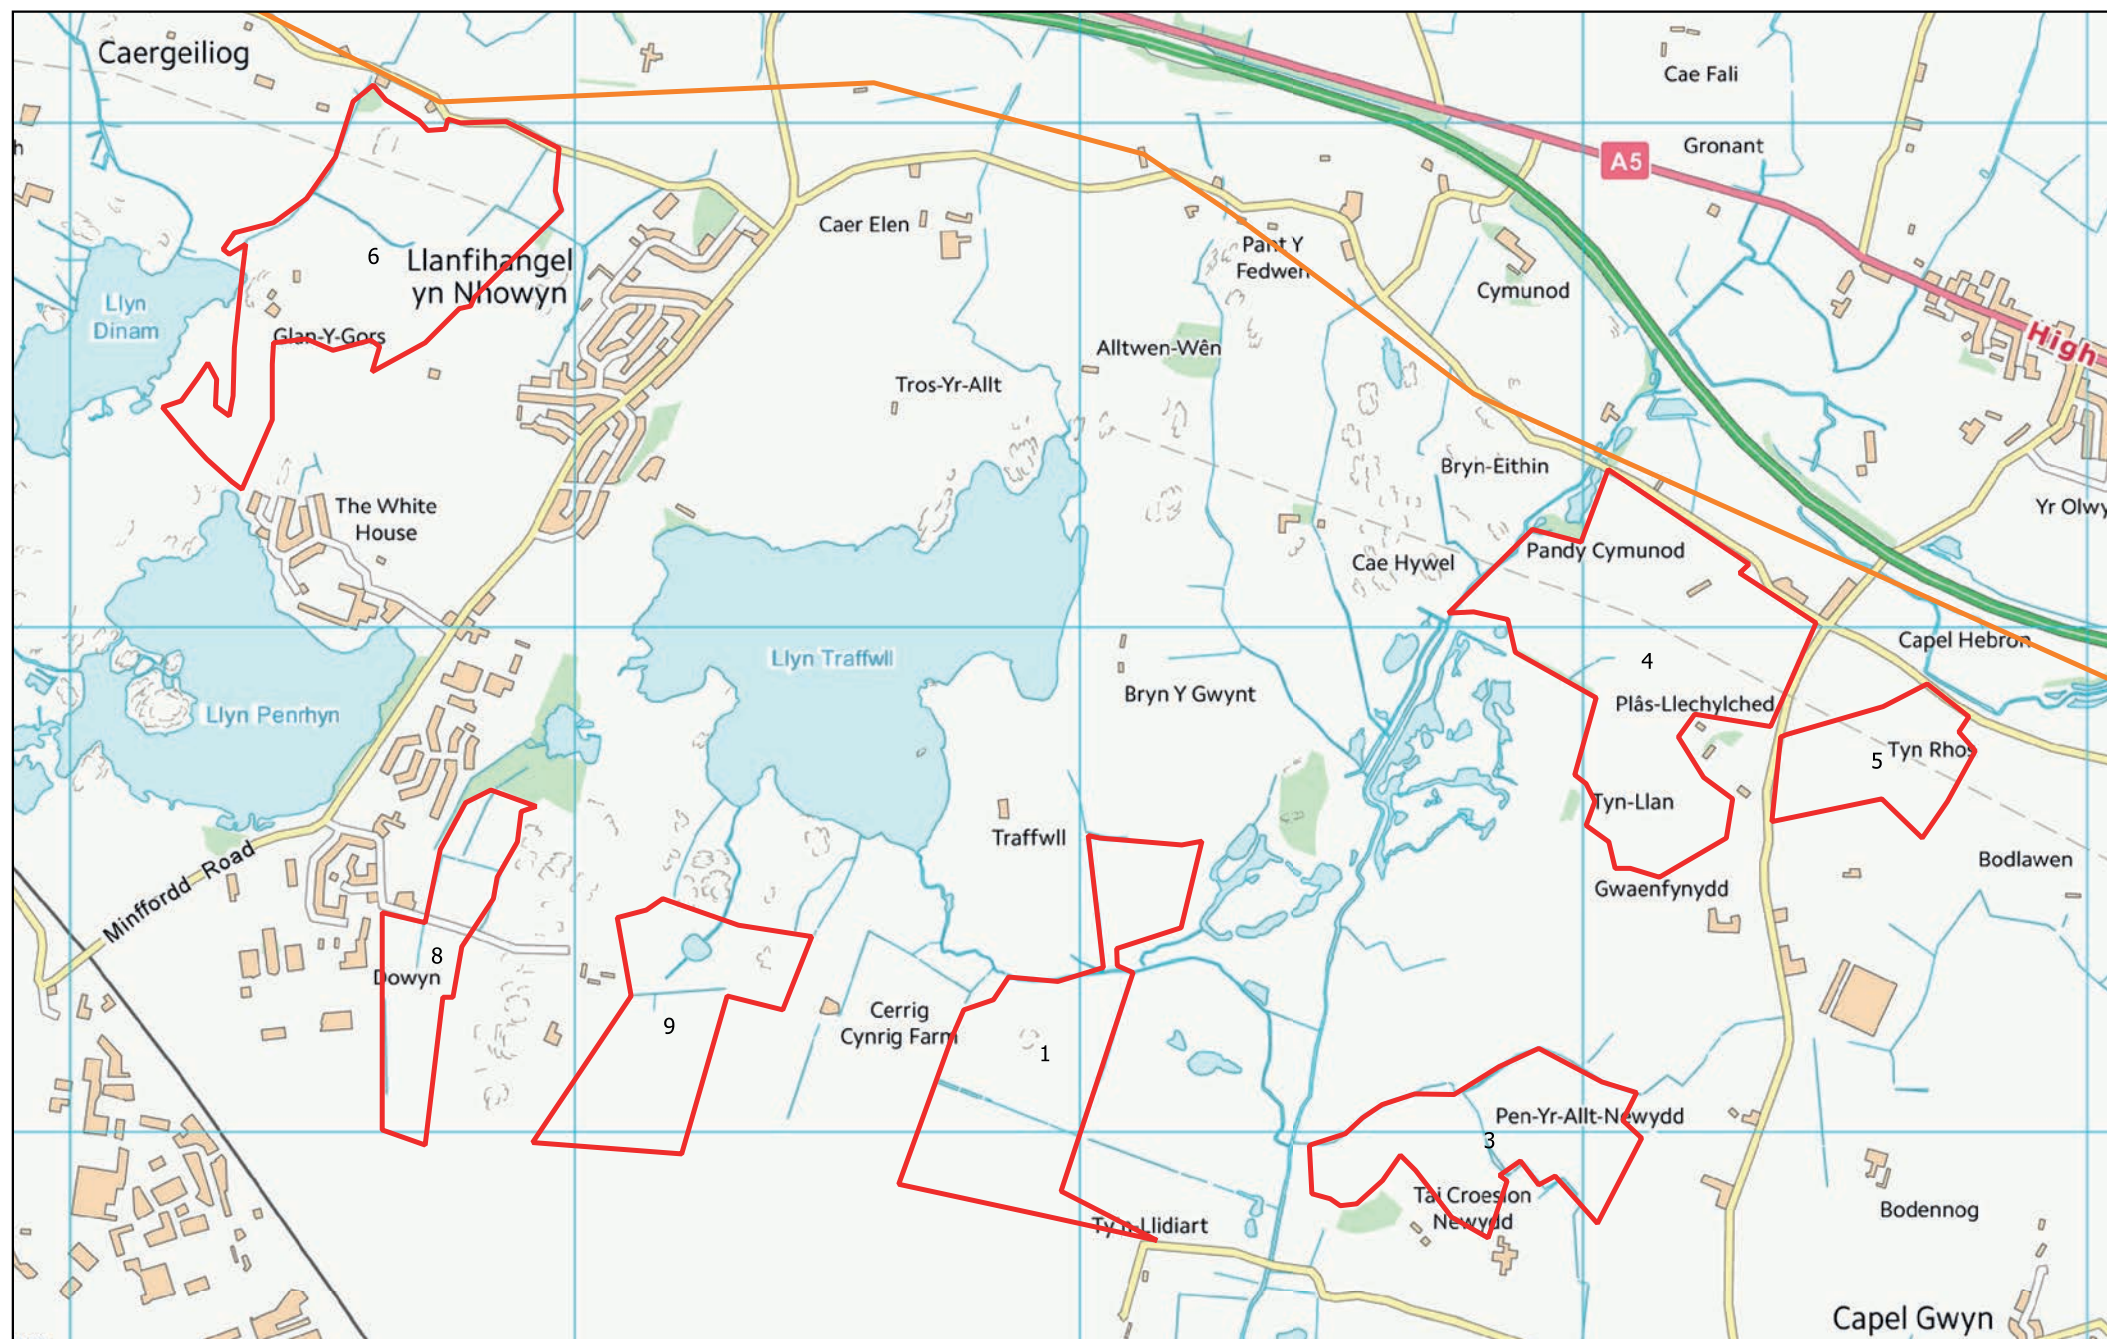 Caergeiliog
Cae Fali
Gronant
A5
h
Caer Elen
Pant Y
Fedwen
Cymunod
6
Llanfihangel
yn Nhowyn
Llyn
Dinam
Glan-Y-Gors
Alltwen-Wên
High
Tros-Yr-Allt
Bryn-Eithin
The White
House
Yr Olwy
Pandy Cymunod
Cae Hywel
Capel Hebron
Llyn Traffwll
4
Bryn Y Gwynt
Plâs-Llechylched
Llyn Penrhyn
Tyn Rhos
5
Tyn-Llan
Traffwll
Bodlawen
Gwaenfynydd
Minffordd Road
8
Dowyn
Cerrig
Cynrig Farm
9
1
Pen-Yr-Allt-Newydd
3
Tai Croesion
Newydd
Ty'n-Llidiart
Bodennog
Capel Gwyn